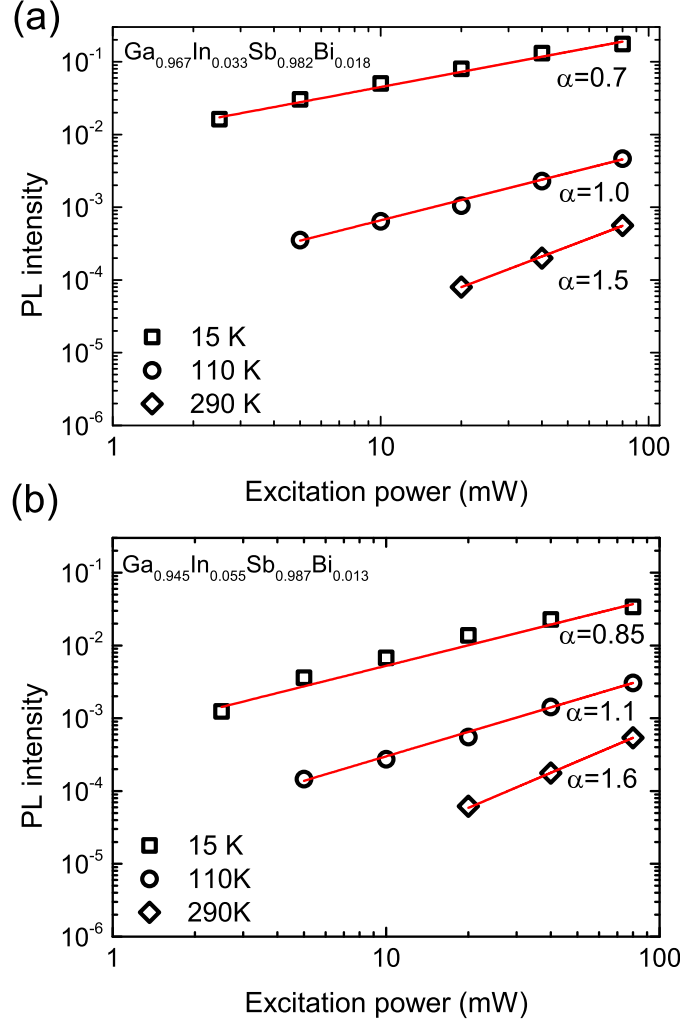 (a)
Ga0.967In0.033Sb0.982Bi0.018
10-1
α=0.7
10-2
10-3
α=1.0
PL intensity
10-4
α=1.5
15 K
10-5
110 K
290 K
10-6
1
10
100
Excitation power (mW)
(b)
Ga0.945In0.055Sb0.987Bi0.013
10-1
10-2
α=0.85
10-3
α=1.1
PL intensity
10-4
α=1.6
15 K
10-5
110K
290K
10-6
1
10
100
Excitation power (mW)